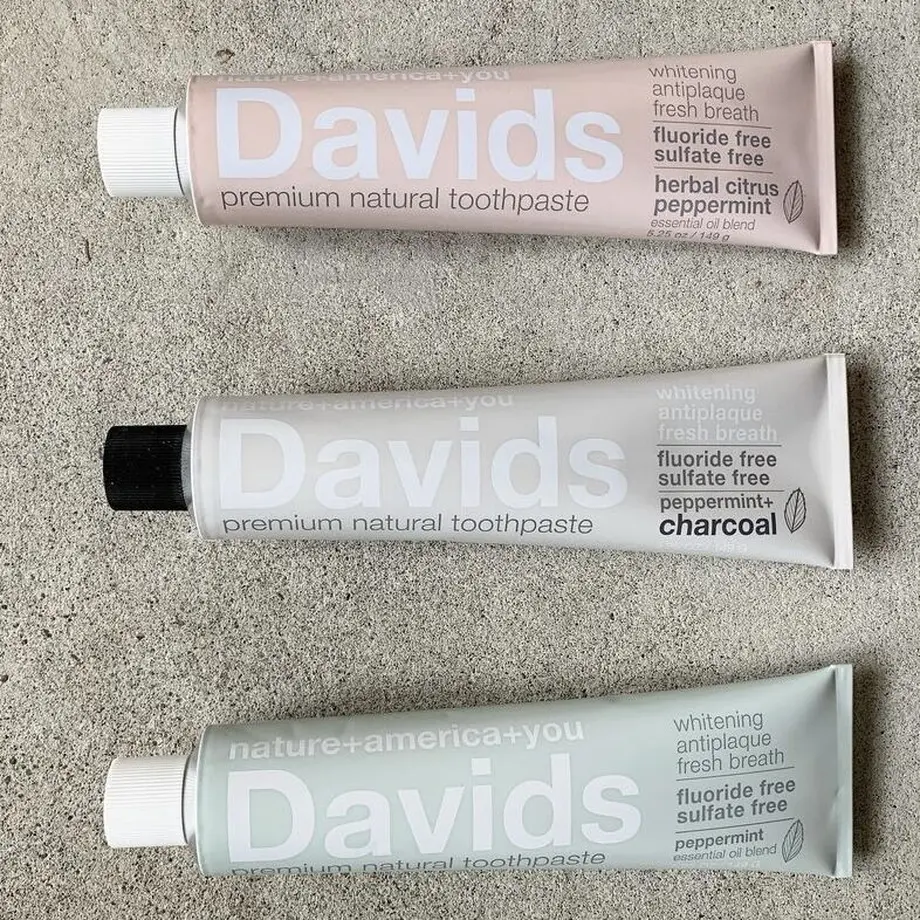 nature+america+you
Davids
premium natural toothpaste
whitening
antiplaque
fresh breath
fluoride free
sulfate free
herbal citrus
peppermint
essential oil blend
5.25 oz / 149 g
nature+america+you
Davids
premium natural toothpaste
whitening
antiplaque
fresh breath
fluoride free
sulfate free
peppermint+
charcoal
nature+america+you
Davids
premium natural toothpaste
whitening
antiplaque
fresh breath
fluoride free
sulfate free
peppermint
essential oil blend